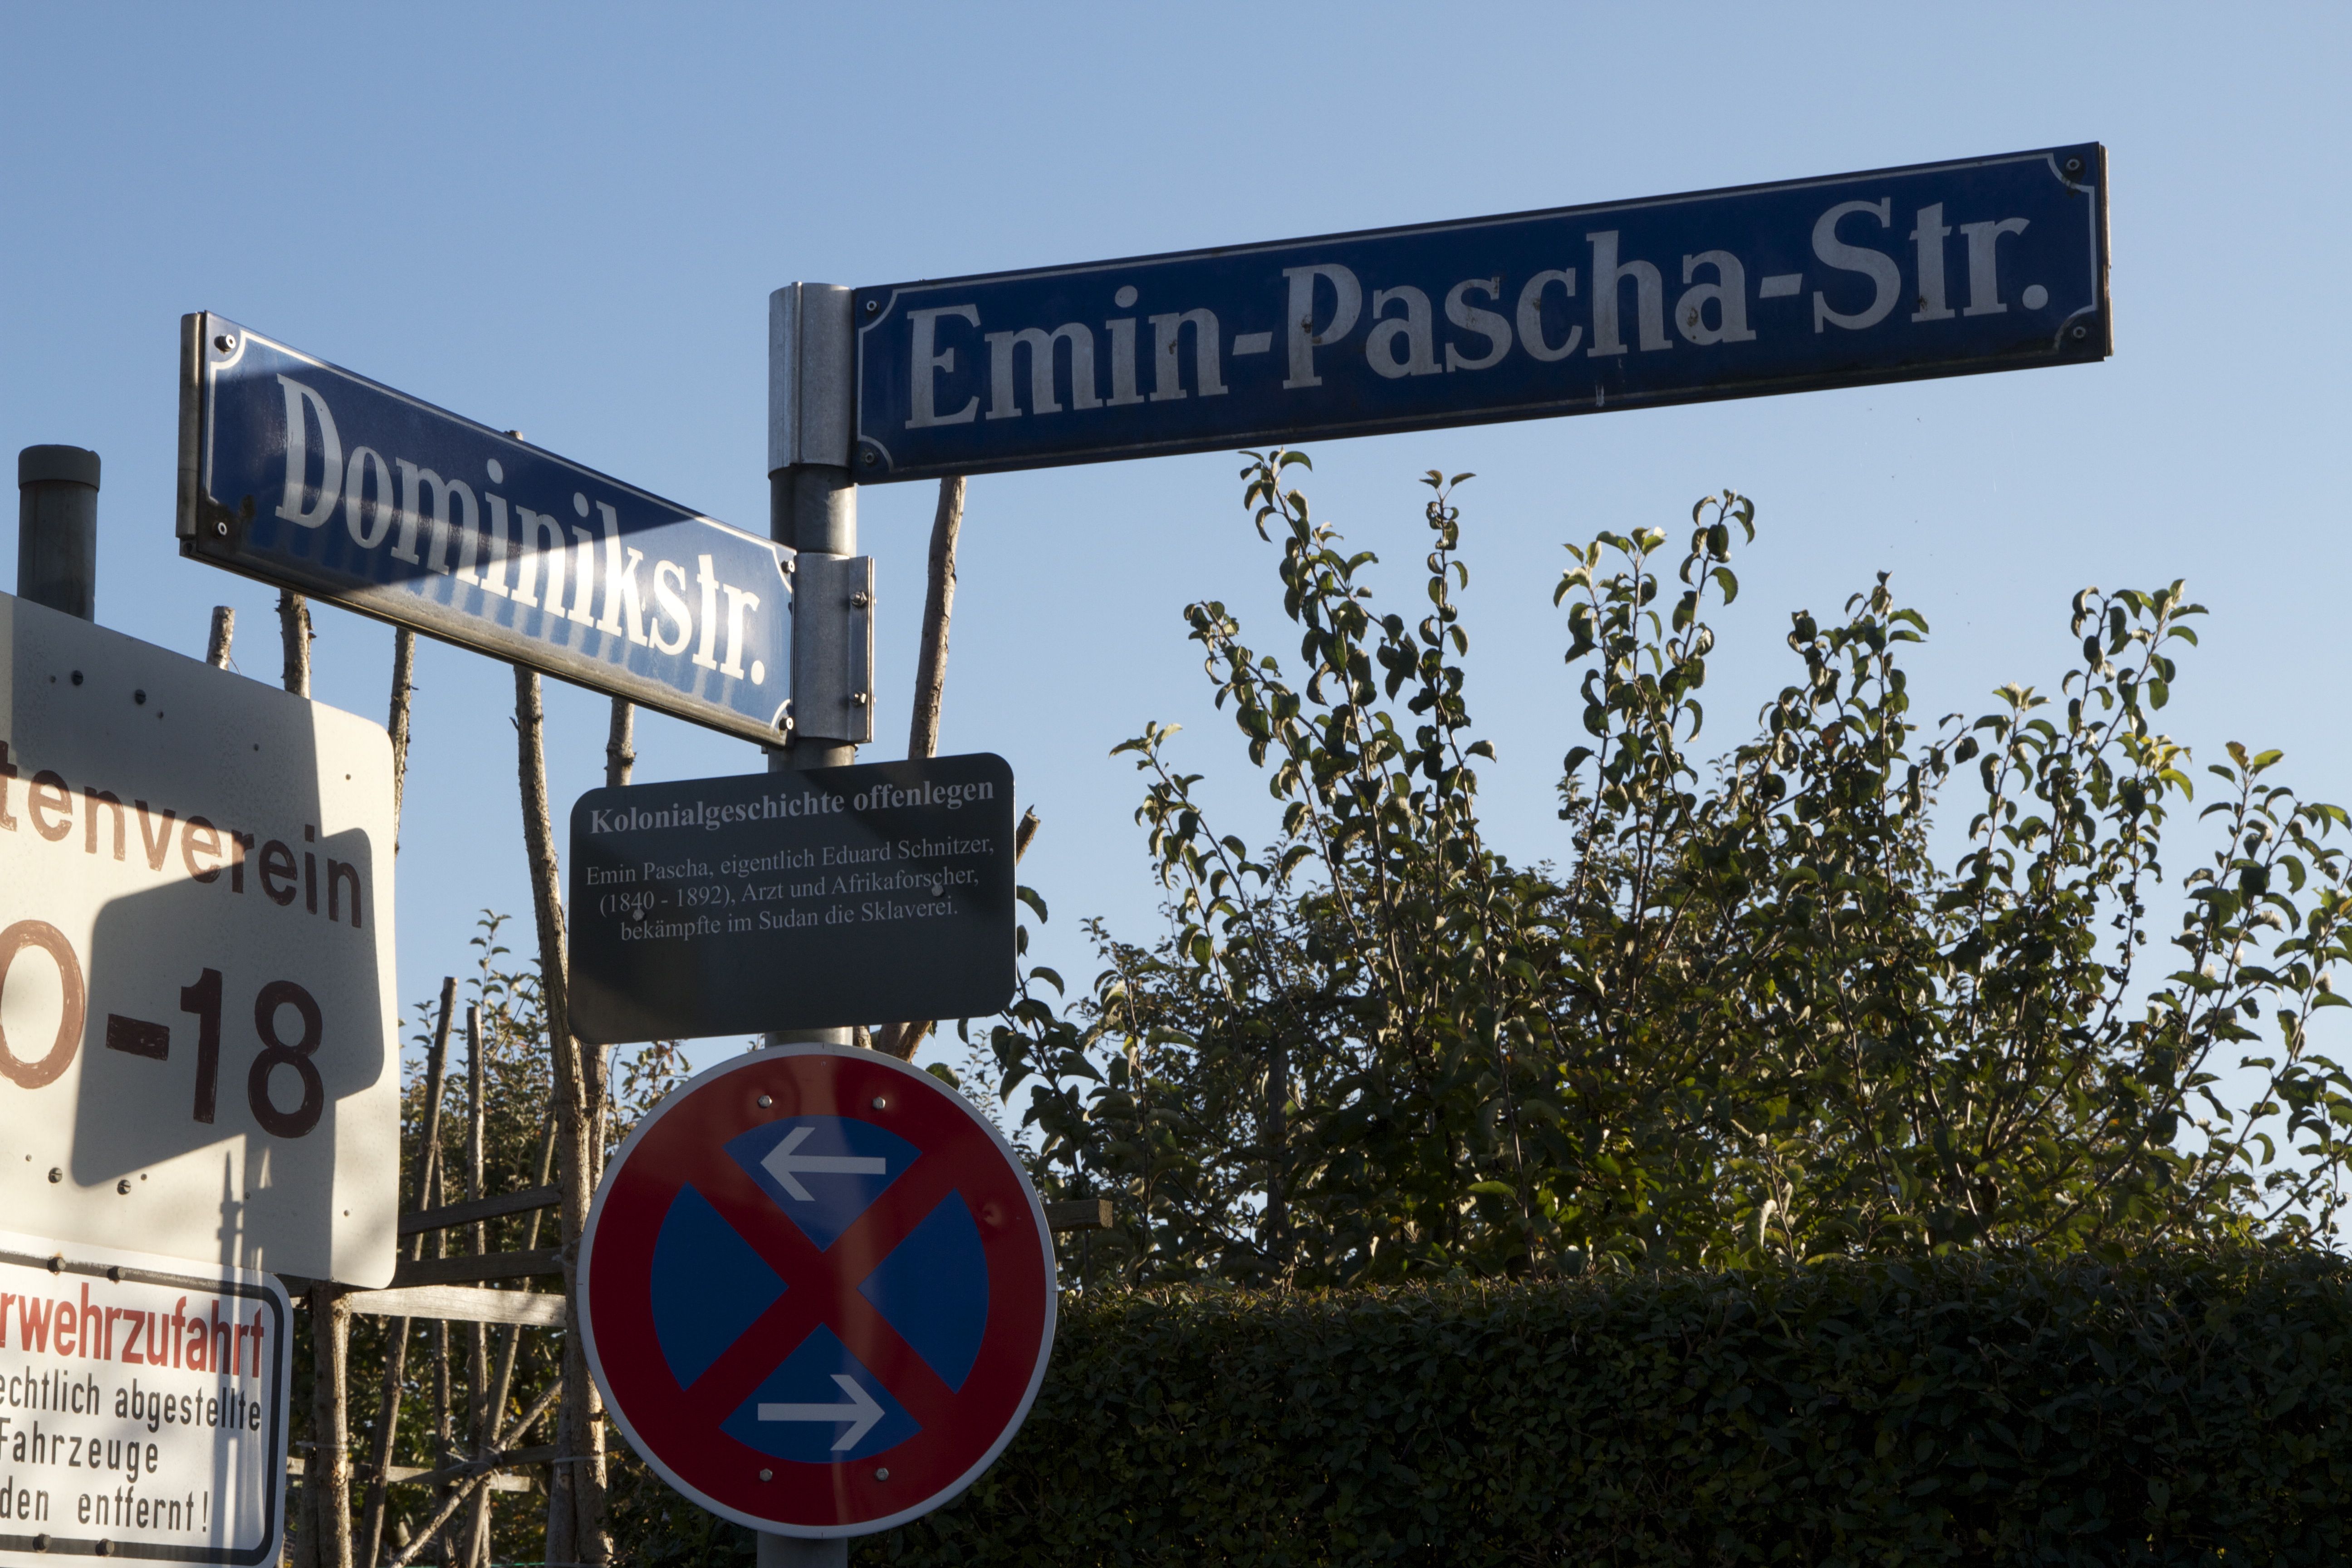 Emin-Pascha-Str.
Dominikstr.
Kolonialgeschichte offenlegen
Emin Pascha, eigentlich Eduard Schnitzer,
(1840 - 1892), Arzt und Afrikaforscher,
bekämpfte im Sudan die Sklaverei.
tenverein
0-18
rwehrzufahrt
echtlich abgestellte
Fahrzeuge
den entfernt!